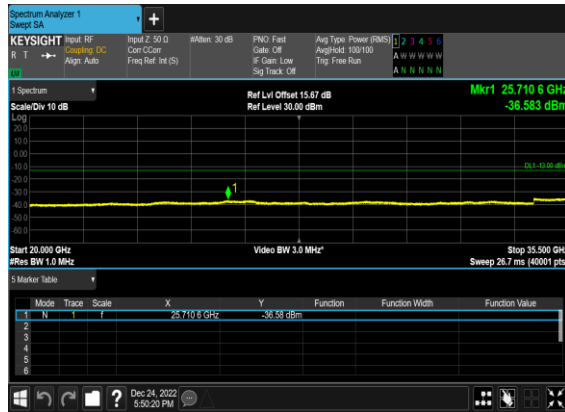 Spectrum Analyzer 1
Swept SA
+
KEYSIGHT Input: RF Input Z: 50 Ω #Atten: 30 dB PNO: Fast Avg Type: Power (RMS) 1 2 3 4 5 6
R T Coupling: DC Corr CCorr Gate: Off Avg|Hold: 100/100 A W W W W W
Align: Auto Freq Ref: Int (S) IF Gain: Low Trig: Free Run
LW Sig Track: Off A N N N N N
1 Spectrum Ref Lvl Offset 15.67 dB Mkr1 25.710 6 GHz
Scale/Div 10 dB Ref Level 30.00 dBm -36.583 dBm
Log
20.0
10.0
0.00
-10.0 DL1 -13.00 dBm
-20.0
-30.0 1
-40.0
-50.0
-60.0
Start 20.000 GHz Video BW 3.0 MHz* Stop 35.500 GHz
#Res BW 1.0 MHz Sweep 26.7 ms (40001 pts)
5 Marker Table
Mode Trace Scale X Y Function Function Width Function Value
1 N 1 f 25.710 6 GHz -36.58 dBm
2
3
4
5
6
? Dec 24, 2022
5:50:20 PM